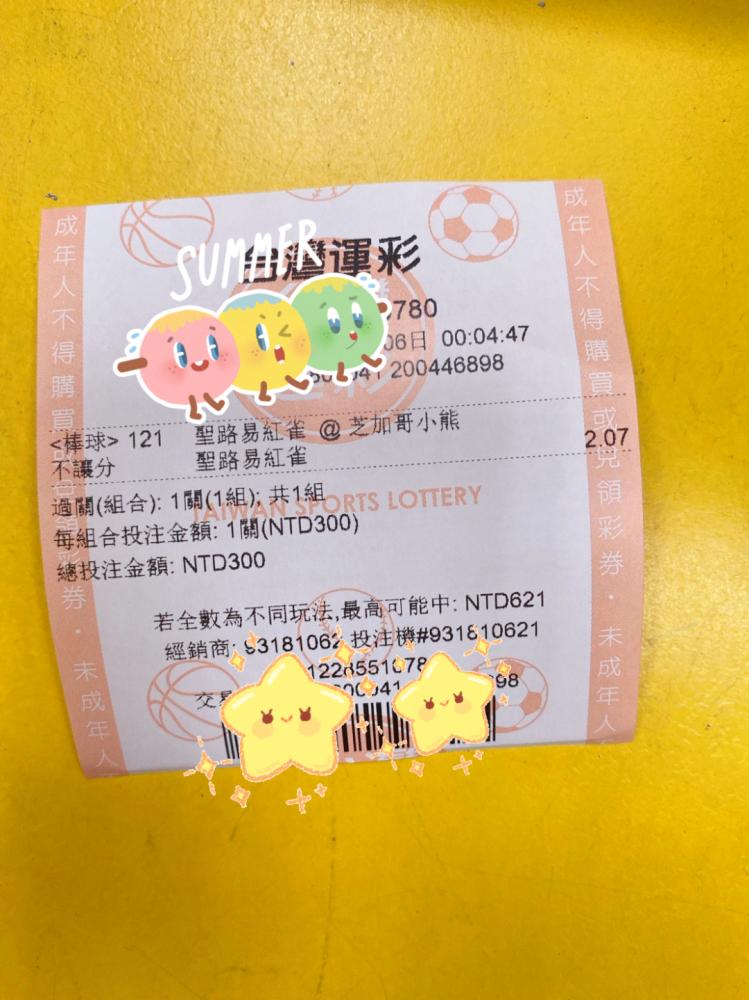 SUMMER
台灣運彩
780
06日 00:04:47
200446898
<棒球> 121 聖路易紅雀 @ 芝加哥小熊
不讓分 聖路易紅雀 2.07
過關(組合): 1關(1組); 共1組
TAIWAN SPORTS LOTTERY
每組合投注金額: 1關(NTD300)
總投注金額: NTD300
若全數為不同玩法,最高可能中: NTD621
經銷商: 93181062 投注機#931810621
成年人不得購買或
券・未成年人
成年人不得購買或兌領彩券・未成年人